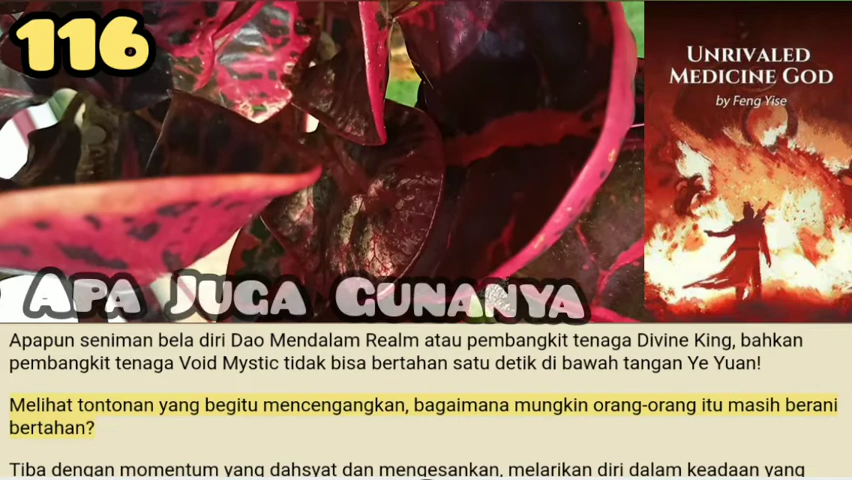 116
UNRIVALED
MEDICINE GOD
by Feng Yise
APA JUGA GUNANYA
Apapun seniman bela diri Dao Mendalam Realm atau pembangkit tenaga Divine King, bahkan
pembangkit tenaga Void Mystic tidak bisa bertahan satu detik di bawah tangan Ye Yuan!
Melihat tontonan yang begitu mencengangkan, bagaimana mungkin orang-orang itu masih berani
bertahan?
Tiba dengan momentum yang dahsyat dan mengesankan, melarikan diri dalam keadaan yang